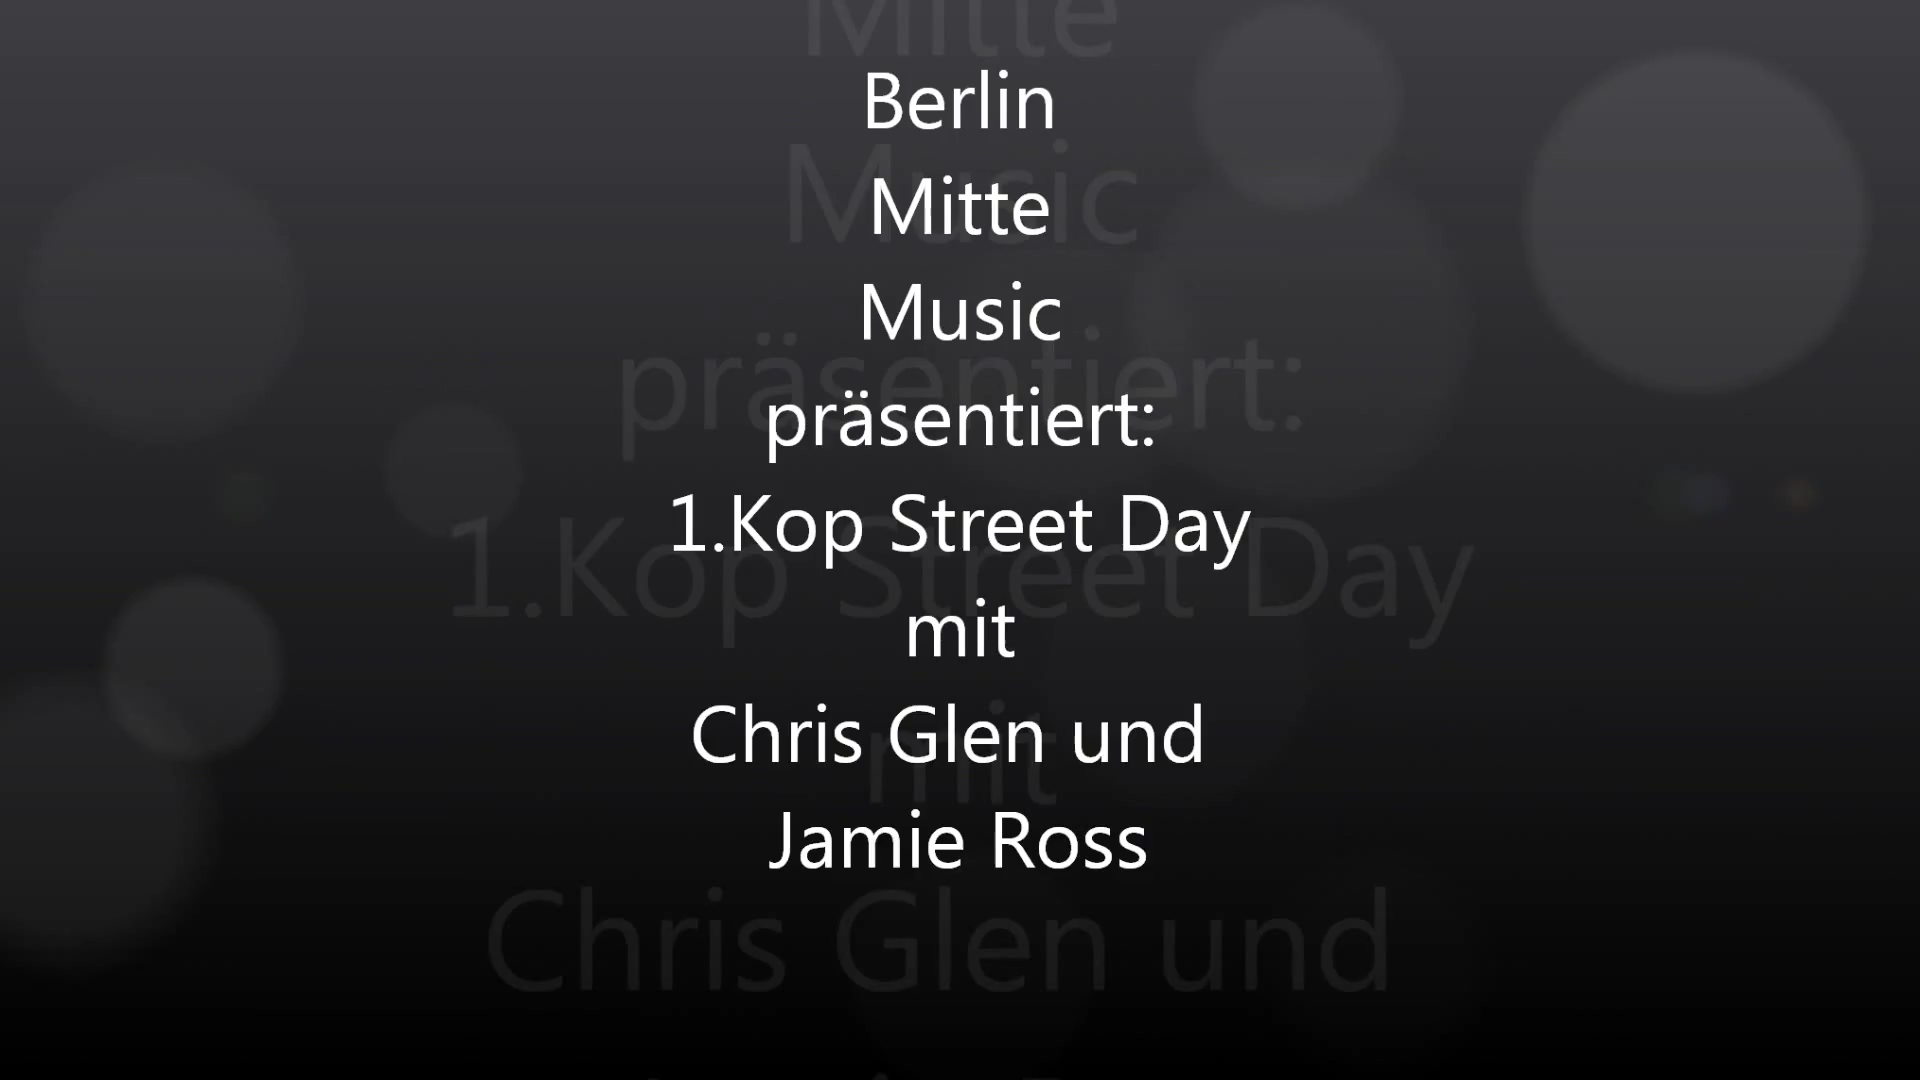 Berlin
Mitte
Music
präsentiert:
1.Kop Street Day
mit
Chris Glen und
Jamie Ross